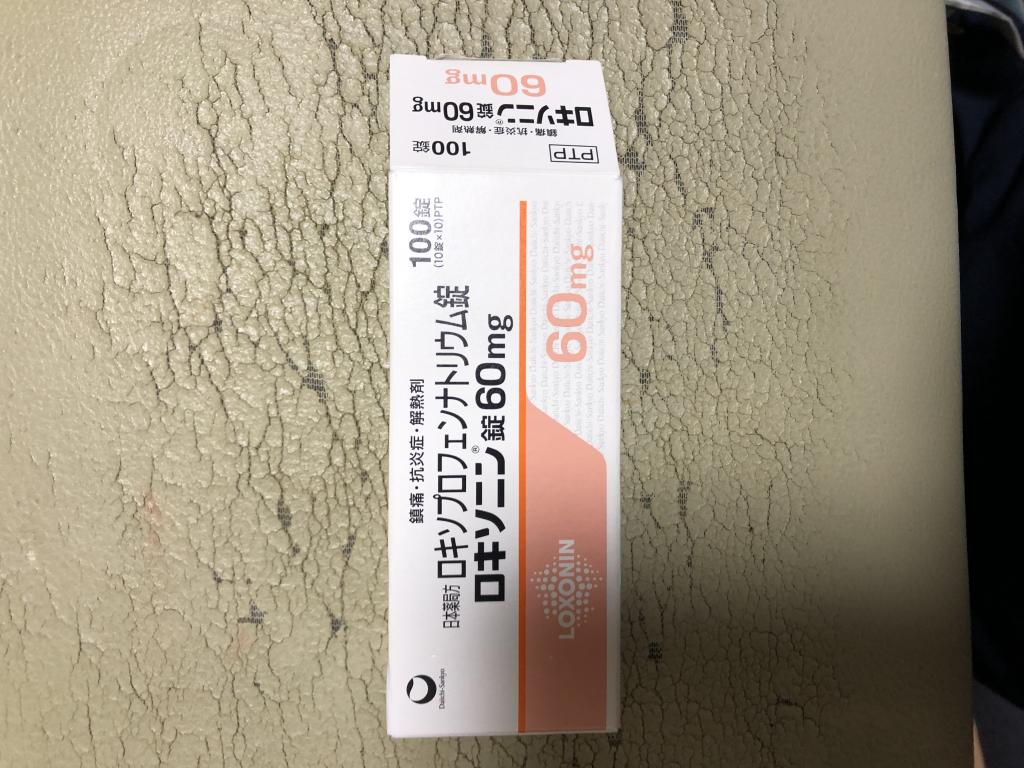 60mg
ロキソニン®錠60mg
鎮痛・抗炎症・解熱剤
100錠
PTP
100錠
(10錠×10)PTP
鎮痛・抗炎症・解熱剤
日本薬局方 ロキソプロフェンナトリウム錠
ロキソニン®錠60mg
60mg
LOXONIN
Daiichi-Sankyo